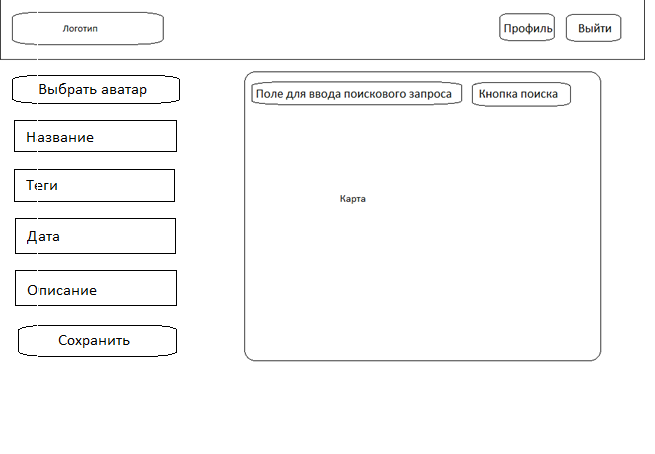 Логотип
Профиль
Выйти
Выбрать аватар
Название
Теги
Дата
Описание
Сохранить
Поле для ввода поискового запроса
Кнопка поиска
Карта